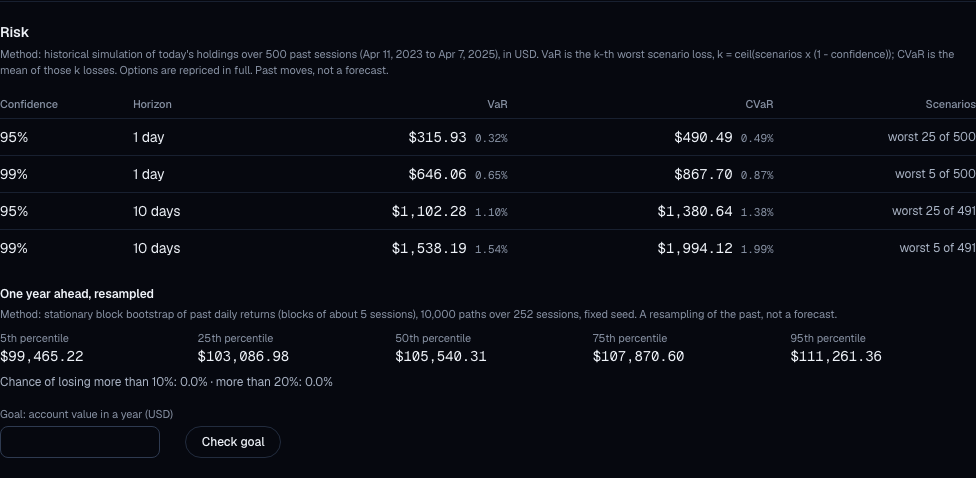 Risk
Method: historical simulation of today's holdings over 500 past sessions (Apr 11, 2023 to Apr 7, 2025), in USD. VaR is the k-th worst scenario loss, k = ceil(scenarios x (1 - confidence)); CVaR is the
mean of those k losses. Options are repriced in full. Past moves, not a forecast.
Confidence Horizon VaR CVaR Scenarios
95% 1 day $315.93 0.32% $490.49 0.49% worst 25 of 500
99% 1 day $646.06 0.65% $867.70 0.87% worst 5 of 500
95% 10 days $1,102.28 1.10% $1,380.64 1.38% worst 25 of 491
99% 10 days $1,538.19 1.54% $1,994.12 1.99% worst 5 of 491
One year ahead, resampled
Method: stationary block bootstrap of past daily returns (blocks of about 5 sessions), 10,000 paths over 252 sessions, fixed seed. A resampling of the past, not a forecast.
5th percentile 25th percentile 50th percentile 75th percentile 95th percentile
$99,465.22 $103,086.98 $105,540.31 $107,870.60 $111,261.36
Chance of losing more than 10%: 0.0% · more than 20%: 0.0%
Goal: account value in a year (USD)
Check goal